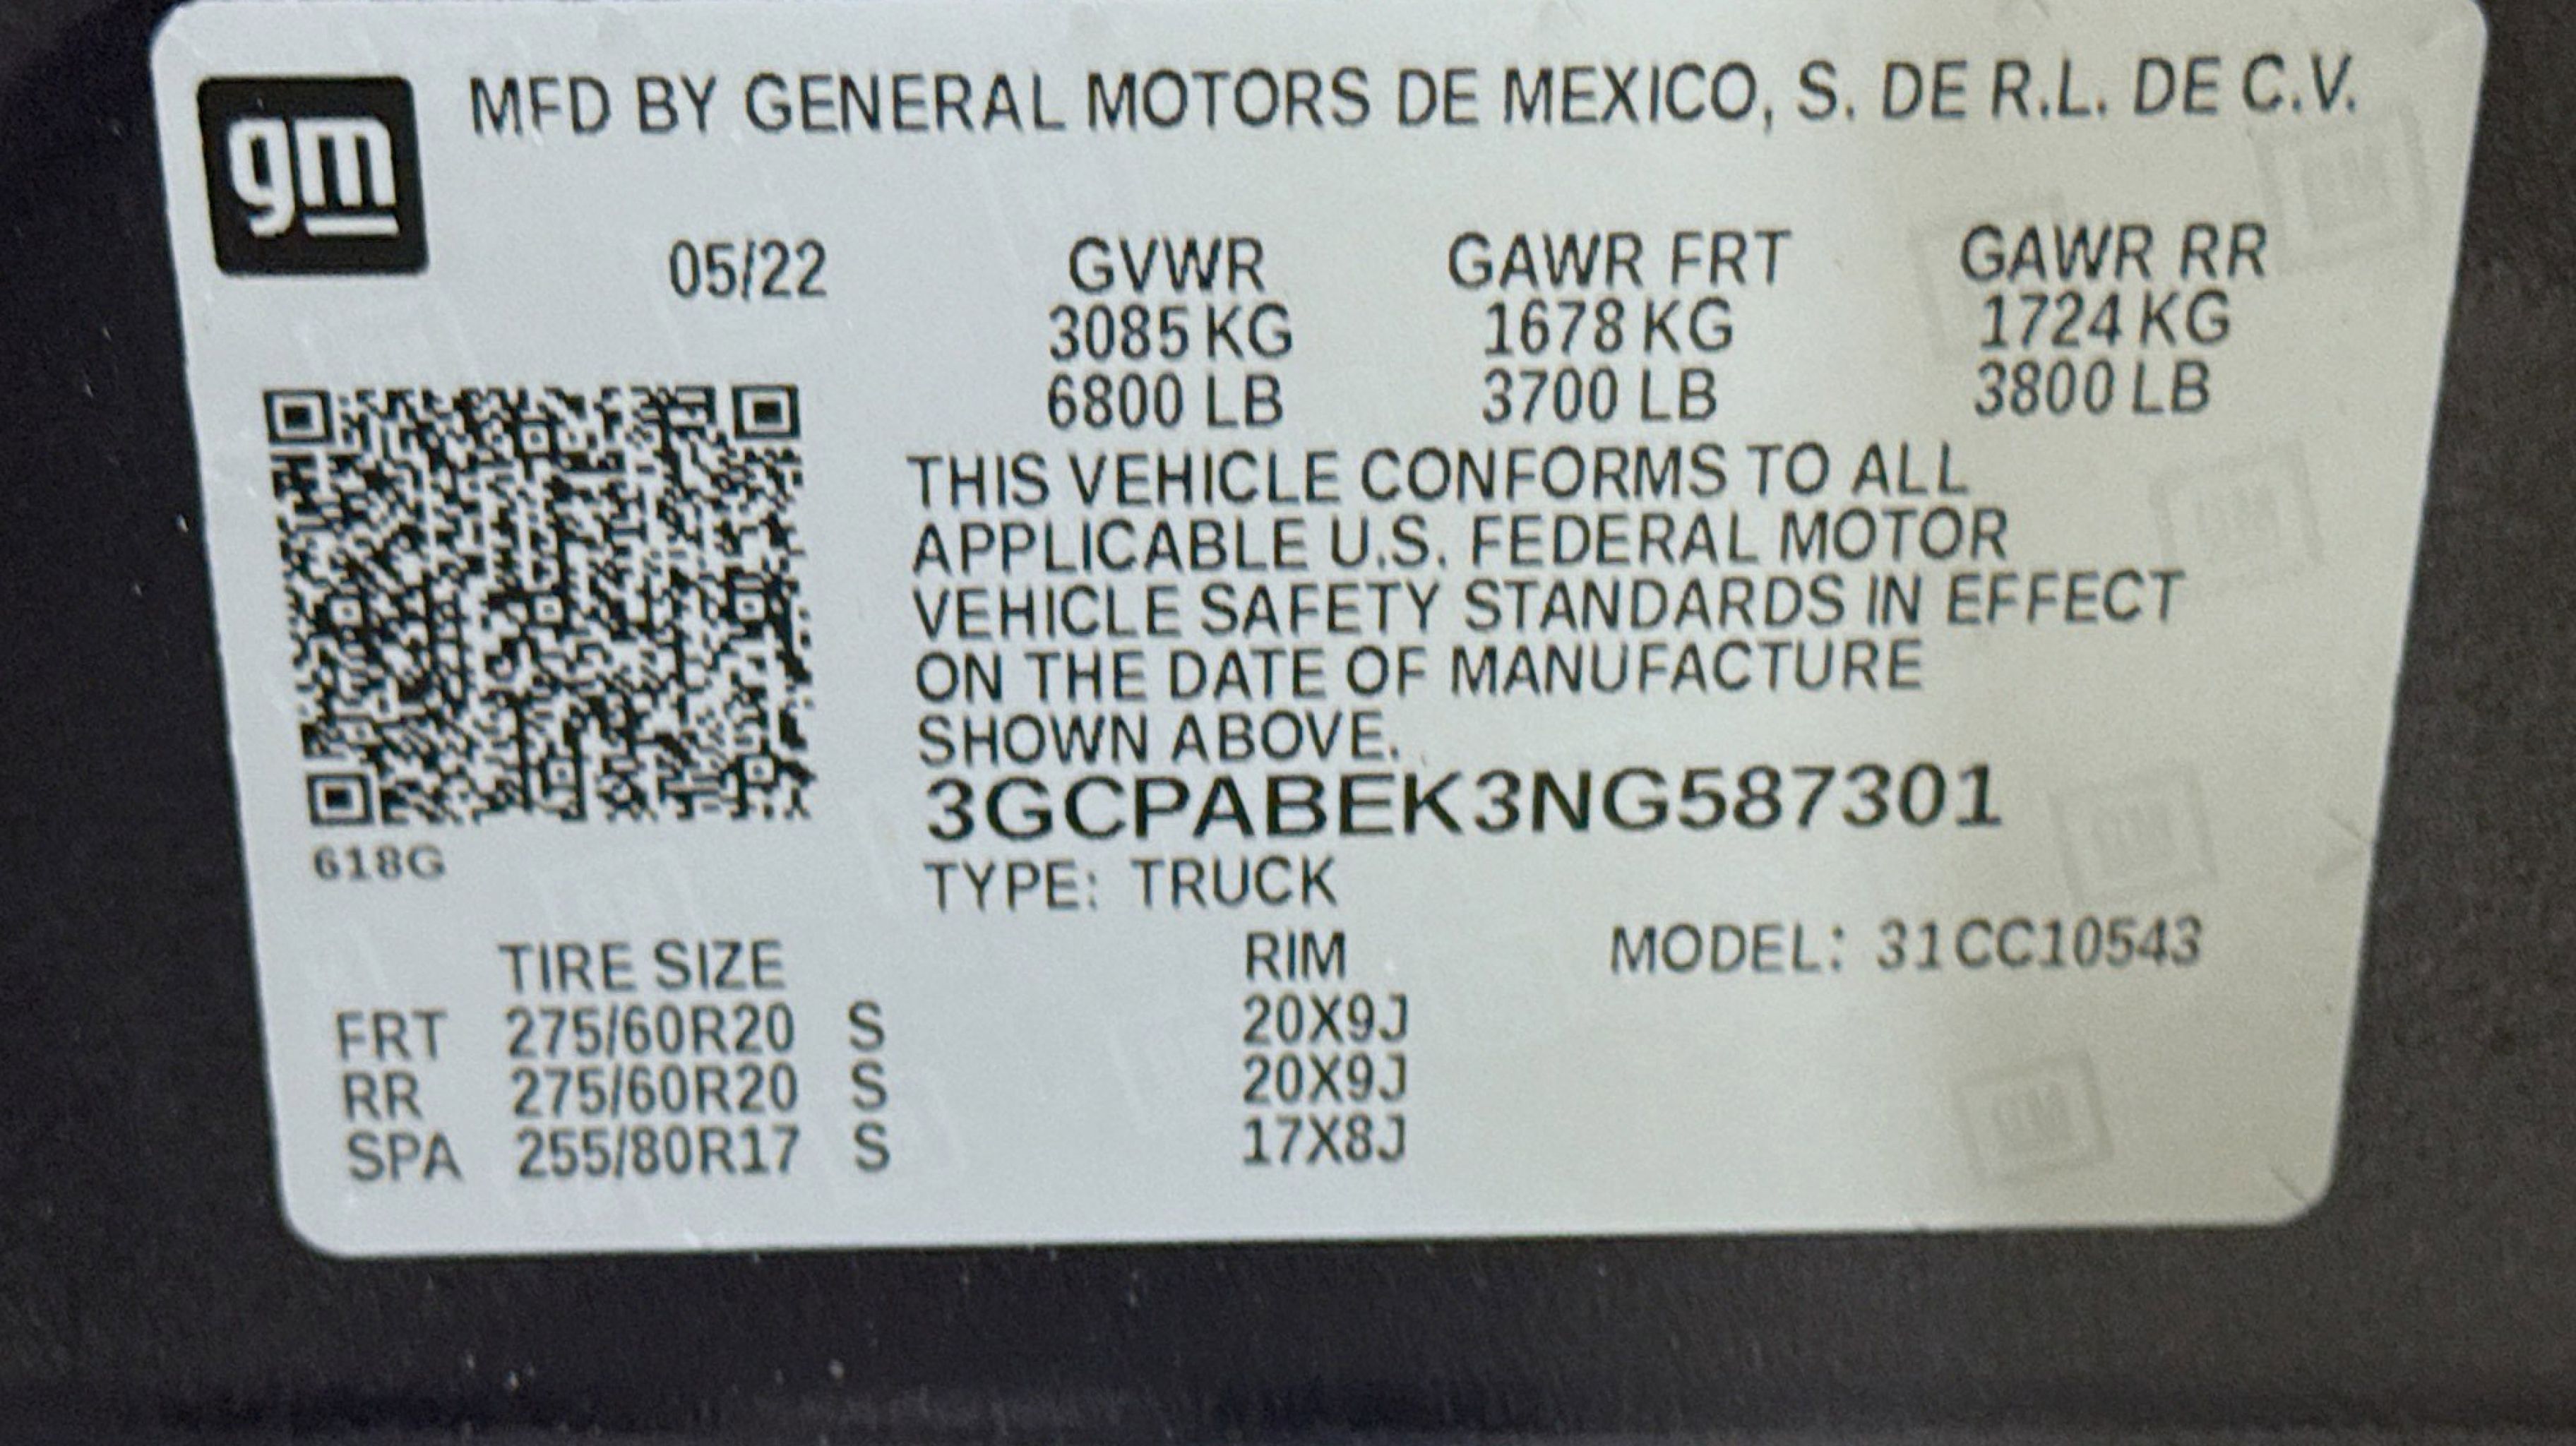 gm
MFD BY GENERAL MOTORS DE MEXICO, S. DE R.L. DE C.V.
05/22 GVWR GAWR FRT GAWR RR
3085 KG 1678 KG 1724 KG
6800 LB 3700 LB 3800 LB
THIS VEHICLE CONFORMS TO ALL
APPLICABLE U.S. FEDERAL MOTOR
VEHICLE SAFETY STANDARDS IN EFFECT
ON THE DATE OF MANUFACTURE
SHOWN ABOVE.
3GCPABEK3NG587301
618G
TYPE: TRUCK
TIRE SIZE RIM MODEL: 31CC10543
FRT 275/60R20 S 20X9J
RR 275/60R20 S 20X9J
SPA 255/80R17 S 17X8J